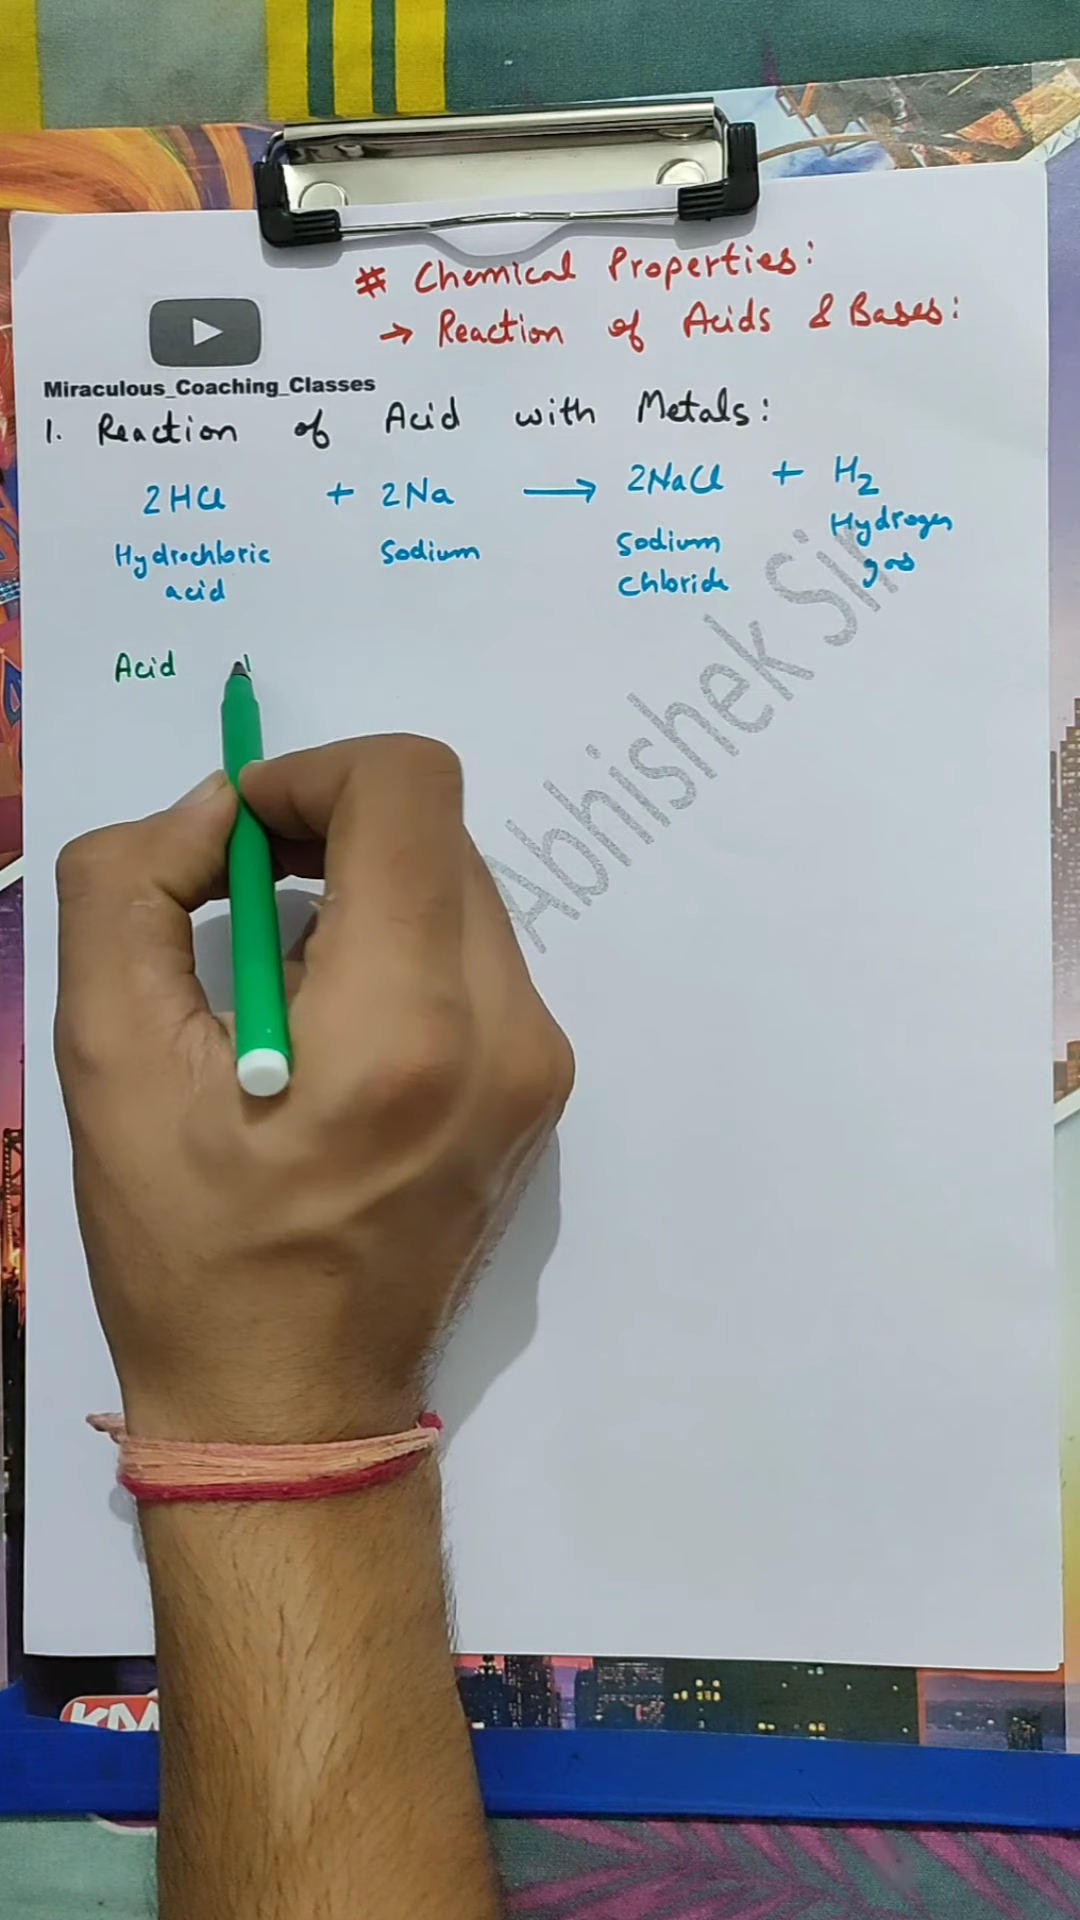 # Chemical Properties:
→ Reaction of Acids & Bases:
Miraculous_Coaching_Classes
1. Reaction of Acid with Metals:
2HCl + 2Na ⟶ 2NaCl + H₂
Hydrochloric acid
Sodium
Sodium chloride
Hydrogen gas
Acid
Abhishek Sir